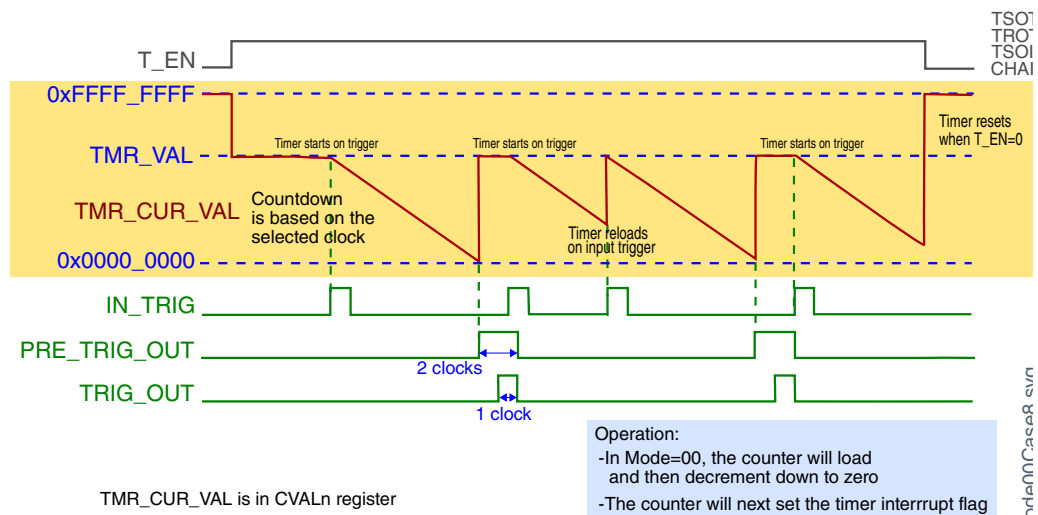 TSOT
TROT
TSOI
CHAI
T_EN
0xFFFF_FFFF
Timer resets
when T_EN=0
Timer starts on trigger
Timer starts on trigger
Timer starts on trigger
TMR_VAL
Countdown
is based on the
selected clock
TMR_CUR_VAL
Timer reloads
on input trigger
0x0000_0000
IN_TRIG
PRE_TRIG_OUT
2 clocks
TRIG_OUT
1 clock
Operation:
-In Mode=00, the counter will load
and then decrement down to zero
-The counter will next set the timer interrrupt flag
TMR_CUR_VAL is in CVALn register
ode00Case8.svg